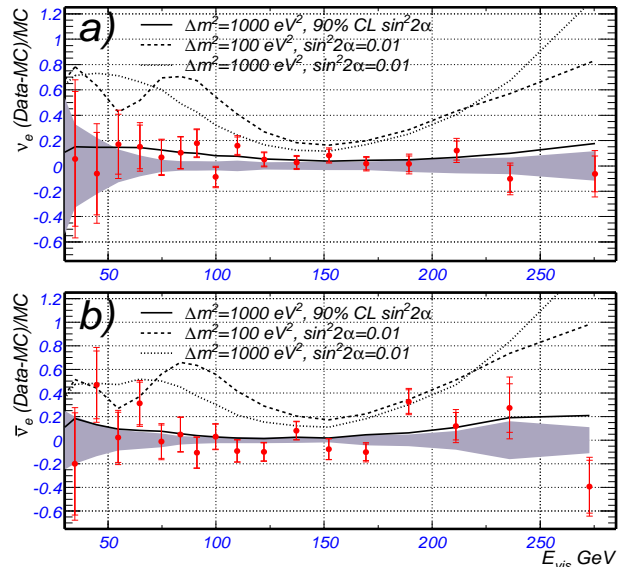 a)
Δm²=1000 eV², 90% CL sin²2α
Δm²=100 eV², sin²2α=0.01
Δm²=1000 eV², sin²2α=0.01
ν_e (Data-MC)/MC
1.2
1
0.8
0.6
0.4
0.2
0
-0.2
-0.4
-0.6
50 100 150 200 250
b)
Δm²=1000 eV², 90% CL sin²2α
Δm²=100 eV², sin²2α=0.01
Δm²=1000 eV², sin²2α=0.01
ν̅_e (Data-MC)/MC
1.2
1
0.8
0.6
0.4
0.2
0
-0.2
-0.4
-0.6
50 100 150 200 250
E_vis GeV